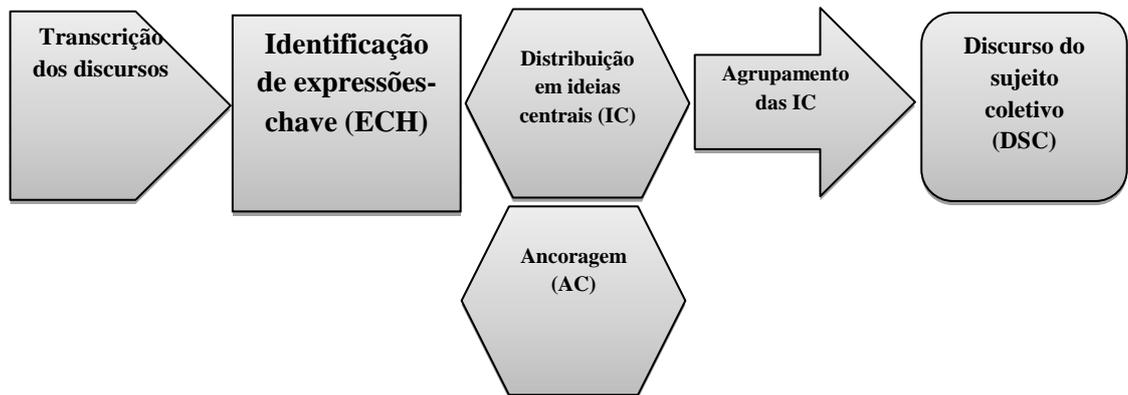 Transcrição
dos discursos
Identificação
de expressões-
chave (ECH)
Distribuição
em ideias
centrais (IC)
Agrupamento
das IC
Discurso do
sujeito
coletivo
(DSC)
Ancoragem
(AC)